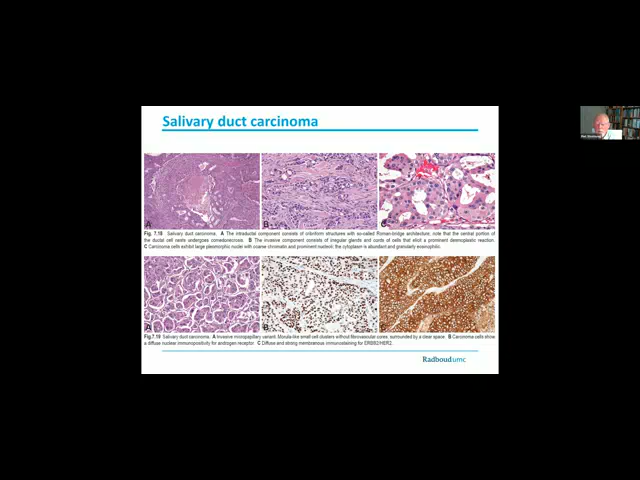 Salivary duct carcinoma
A
B
C
Fig. 7.18 Salivary duct carcinoma. A The intraductal component consists of cribriform structures with so-called Roman-bridge architecture; note that the central portion of
the ductal cell nests undergoes comedonecrosis. B The invasive component consists of irregular glands and cords of cells that elicit a prominent desmoplastic reaction.
C Carcinoma cells exhibit large pleomorphic nuclei with coarse chromatin and prominent nucleoli; the cytoplasm is abundant and granularly eosinophilic.
A
B
C
Fig.7.19 Salivary duct carcinoma. A Invasive micropapillary variant. Morula-like small cell clusters without fibrovascular cores, surrounded by a clear space. B Carcinoma cells show
a diffuse nuclear immunopositivity for androgen receptor. C Diffuse and strong membranous immunostaining for ERBB2/HER2.
Radboudumc